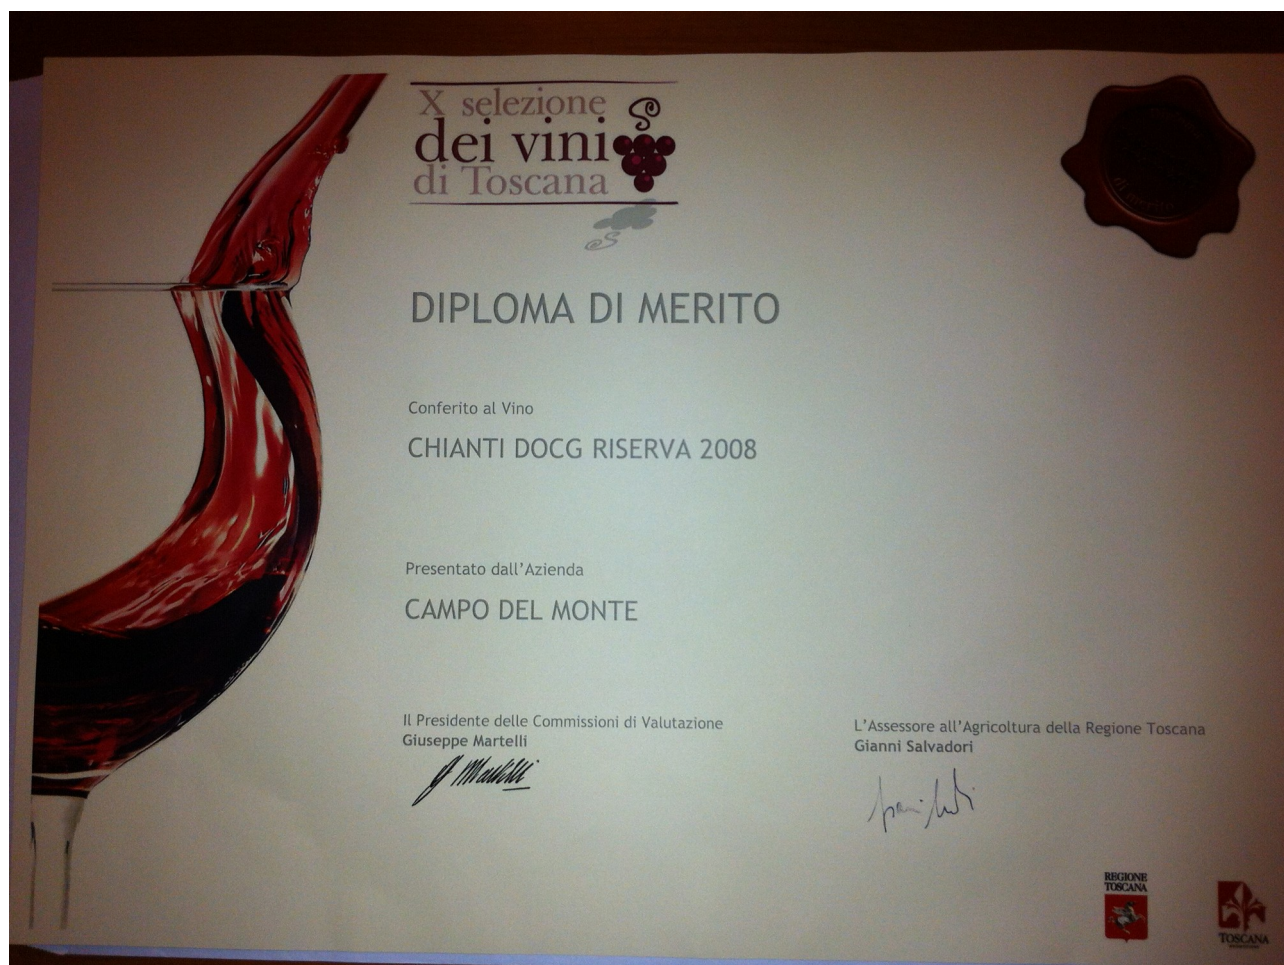 X selezione
dei vini
di Toscana
DIPLOMA DI MERITO
Conferito al Vino
CHIANTI DOCG RISERVA 2008
Presentato dall'Azienda
CAMPO DEL MONTE
Il Presidente delle Commissioni di Valutazione
Giuseppe Martelli
L'Assessore all'Agricoltura della Regione Toscana
Gianni Salvadori
di merito
REGIONE
TOSCANA
TOSCANA